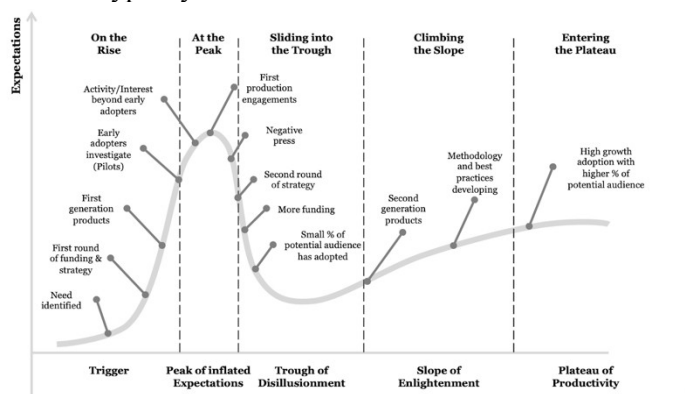 Expectations
On the
Rise
At the
Peak
Sliding into
the Trough
Climbing
the Slope
Entering
the Plateau
Activity/Interest
beyond early
adopters
Early
adopters
investigate
(Pilots)
First
generation
products
First round
of funding &
strategy
Need
identified
First
production
engagements
Negative
press
Second round
of strategy
More funding
Small % of
potential audience
has adopted
Second
generation
products
Methodology
and best
practices
developing
High growth
adoption with
higher % of
potential audience
Trigger
Peak of inflated
Expectations
Trough of
Disillusionment
Slope of
Enlightenment
Plateau of
Productivity